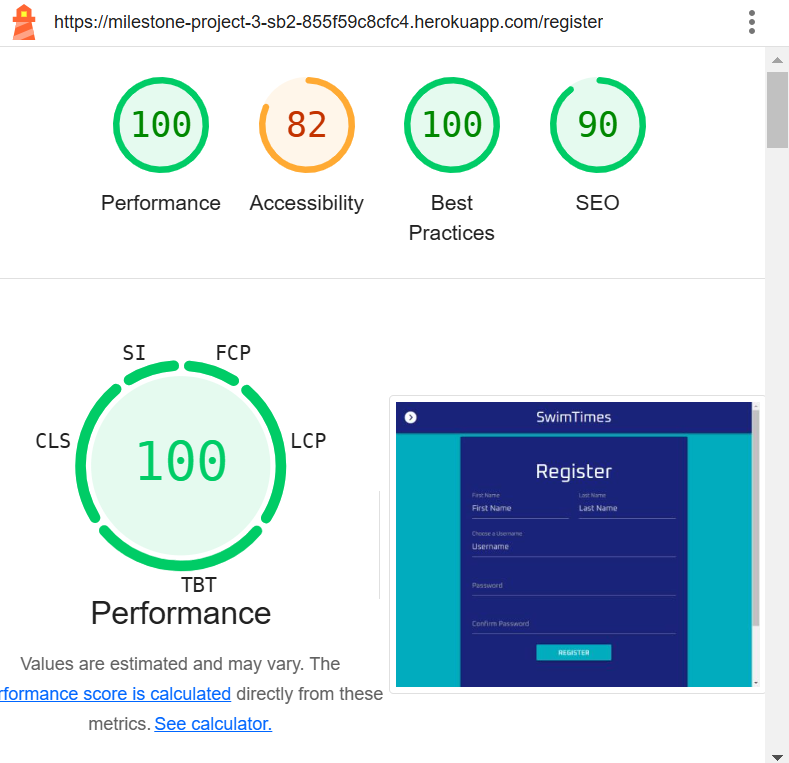 https://milestone-project-3-sb2-855f59c8cfc4.herokuapp.com/register
100
82
100
90
Performance
Accessibility
Best
Practices
SEO
SI
FCP
CLS
LCP
100
TBT
Performance
Values are estimated and may vary. The
rformance score is calculated directly from these
metrics. See calculator.
SwimTimes
Register
First Name
Last Name
First Name
Last Name
Choose a Username
Username
Password
Confirm Password
REGISTER